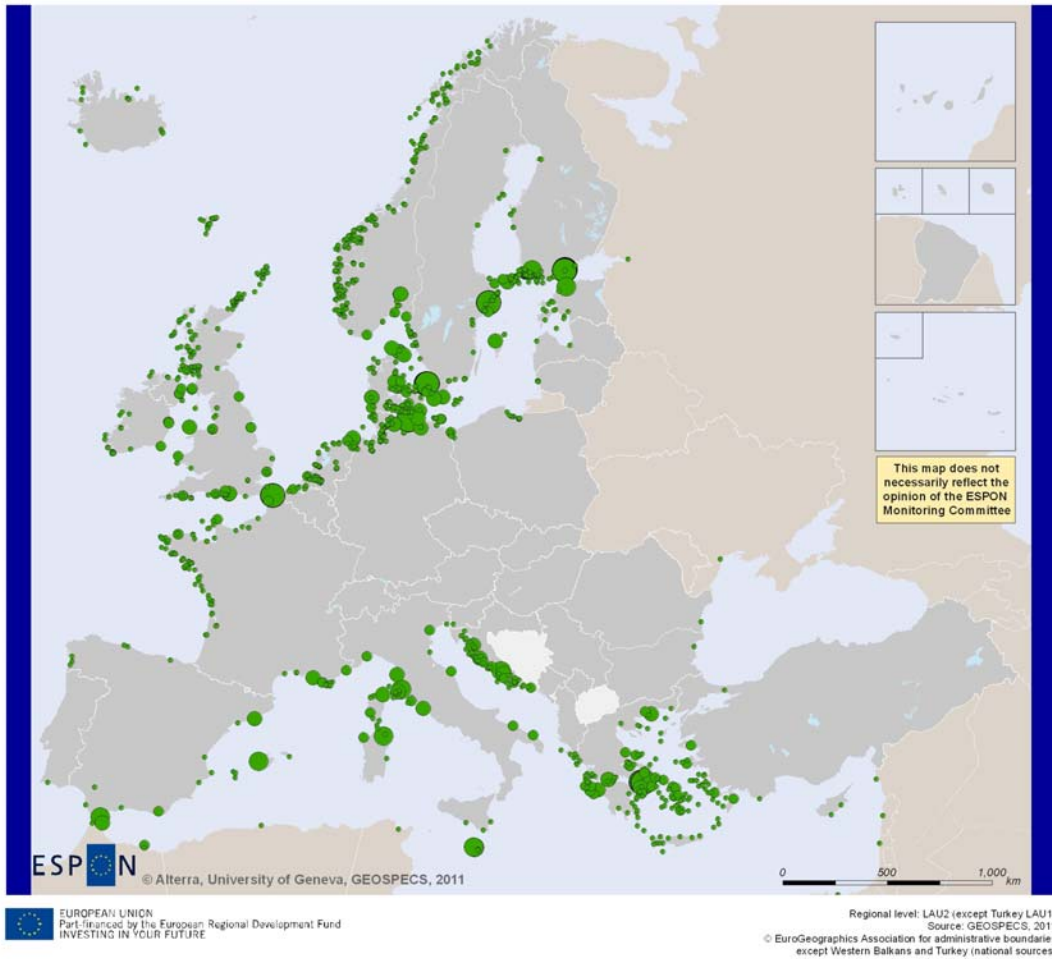 This map does not
necessarily reflect the
opinion of the ESPON
Monitoring Committee
ESPON
© Alterra, University of Geneva, GEOSPECS, 2011
0 500 1,000
km
EUROPEAN UNION
Part-financed by the European Regional Development Fund
INVESTING IN YOUR FUTURE
Regional level: LAU2 (except Turkey LAU1
Source: GEOSPECS, 201
© EuroGeographics Association for administrative boundarie
except Western Balkans and Turkey (national sources